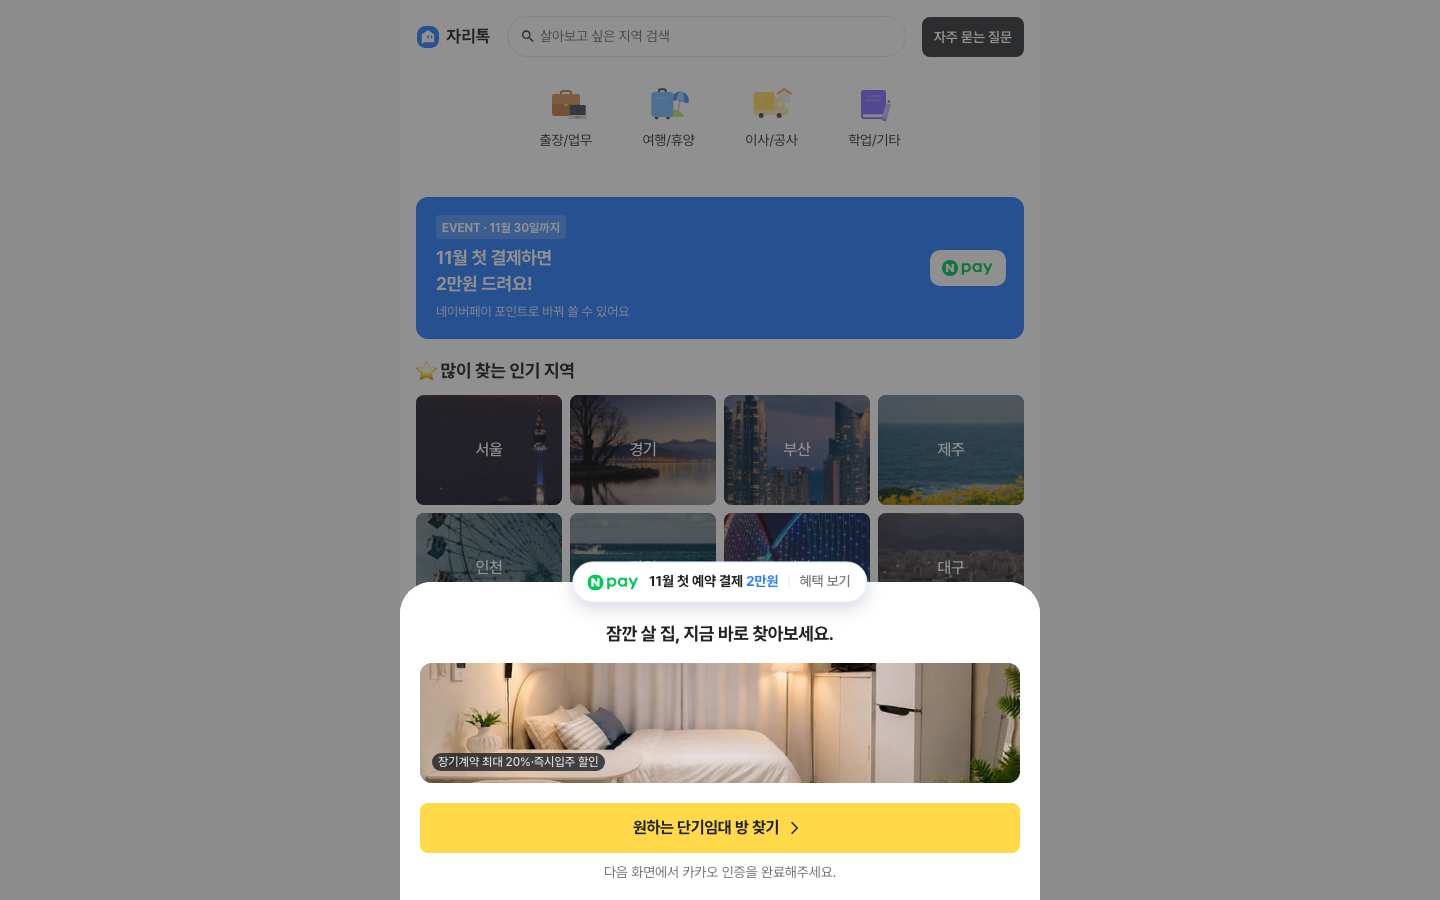 자리톡
살아보고 싶은 지역 검색
자주 묻는 질문
출장/업무
여행/휴양
이사/공사
학업/기타
EVENT · 11월 30일까지
11월 첫 결제하면
2만원 드려요!
네이버페이 포인트로 바꿔 쓸 수 있어요
N pay
많이 찾는 인기 지역
서울
경기
부산
제주
인천
대구
N pay 11월 첫 예약 결제 2만원 혜택 보기
잠깐 살 집, 지금 바로 찾아보세요.
장기계약 최대 20%·즉시입주 할인
원하는 단기임대 방 찾기
다음 화면에서 카카오 인증을 완료해주세요.